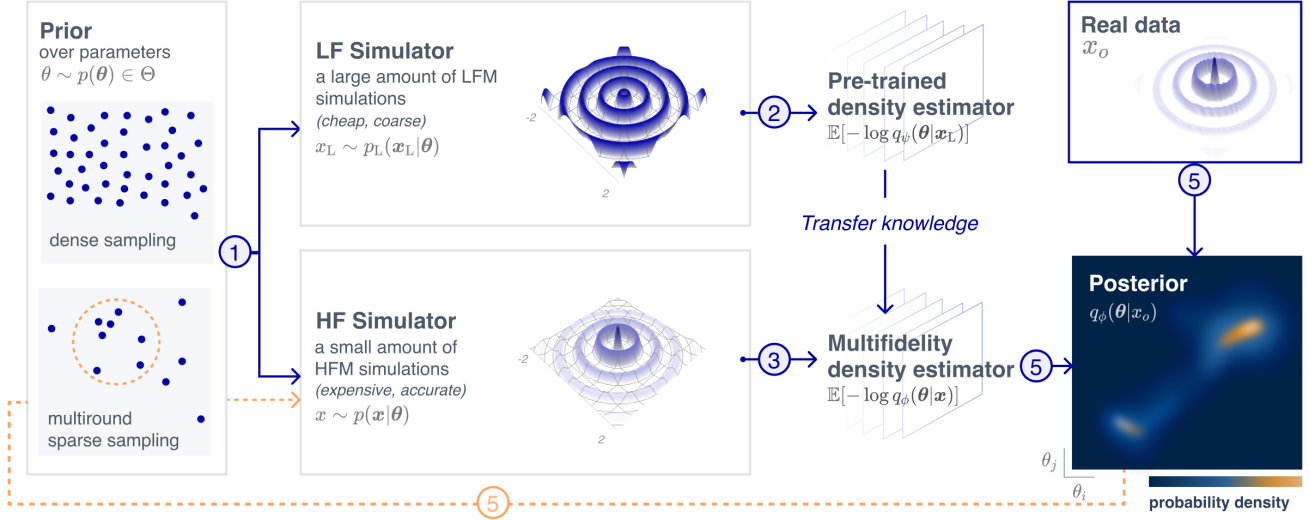 Prior
over parameters
θ ∼ p(θ) ∈ Θ
dense sampling
multiround
sparse sampling
1
LF Simulator
a large amount of LFM
simulations
(cheap, coarse)
x_L ∼ p_L(x_L|θ)
-2
2
HF Simulator
a small amount of
HFM simulations
(expensive, accurate)
x ∼ p(x|θ)
-2
2
2
Pre-trained
density estimator
𝔼[− log q_ψ(θ|x_L)]
Transfer knowledge
3
Multifidelity
density estimator
𝔼[− log q_ϕ(θ|x)]
5
Real data
x_o
5
Posterior
q_ϕ(θ|x_o)
θ_j
θ_i
probability density
5